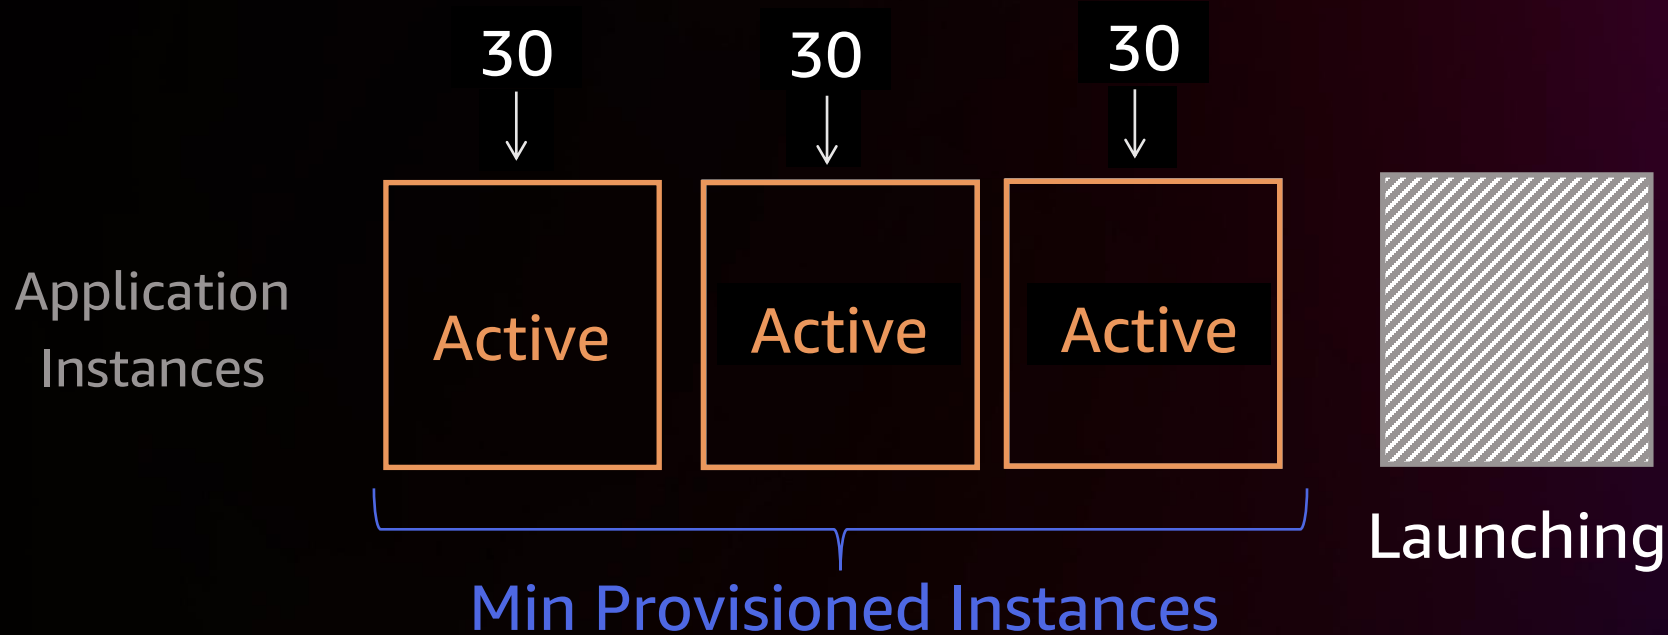 30
30
30
Application
Instances
Active
Active
Active
Launching
Min Provisioned Instances